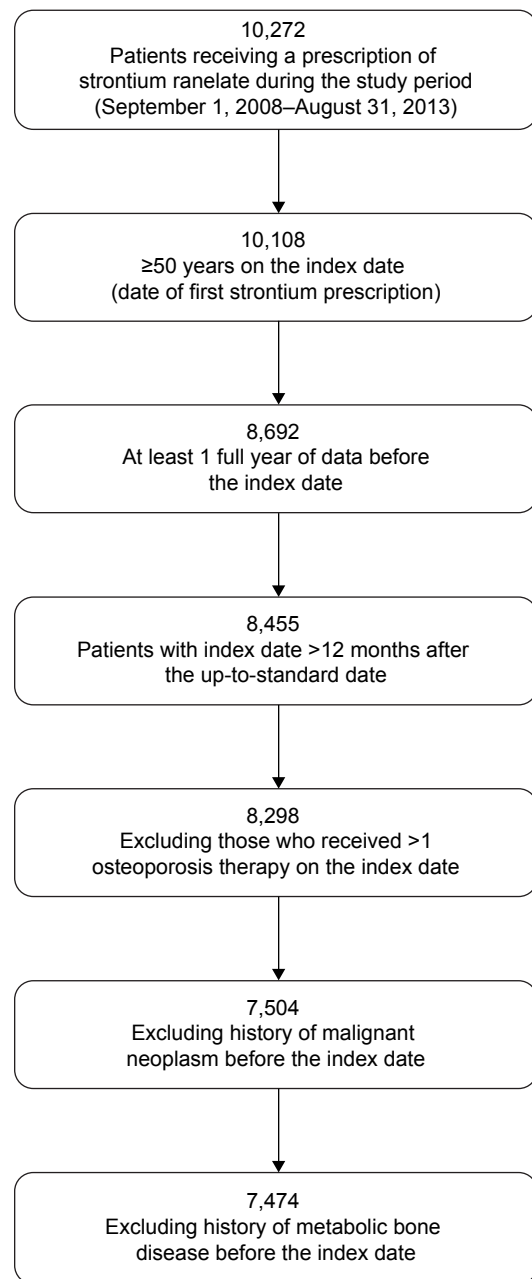 10,272
Patients receiving a prescription of
strontium ranelate during the study period
(September 1, 2008–August 31, 2013)
10,108
≥50 years on the index date
(date of first strontium prescription)
8,692
At least 1 full year of data before
the index date
8,455
Patients with index date >12 months after
the up-to-standard date
8,298
Excluding those who received >1
osteoporosis therapy on the index date
7,504
Excluding history of malignant
neoplasm before the index date
7,474
Excluding history of metabolic bone
disease before the index date